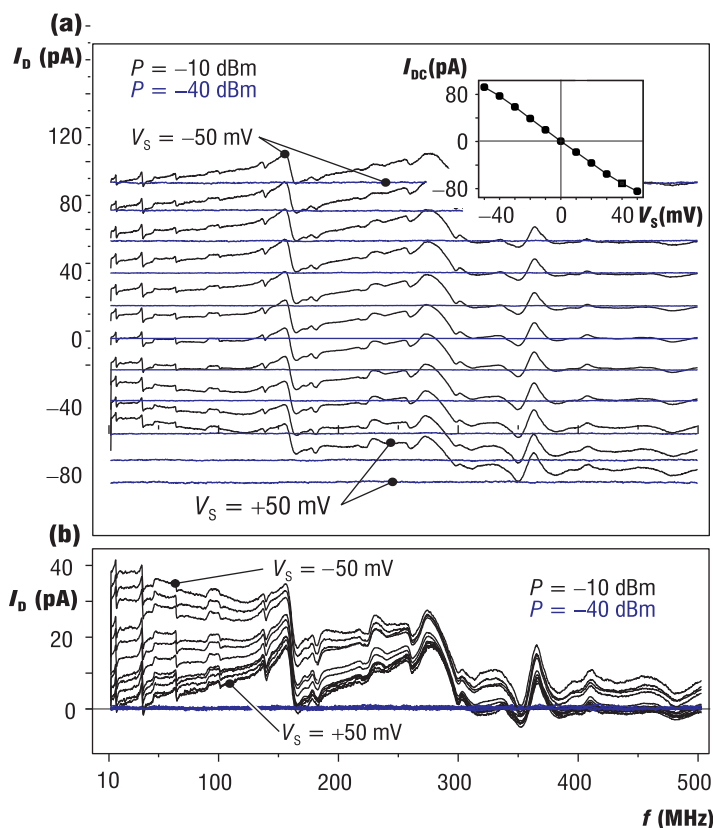 (a)
I_D (pA)
P = −10 dBm
P = −40 dBm
V_S = −50 mV
160
120
80
40
0
−40
−80
I_DC(pA)
80
0
−80
−40
0
40
V_S(mV)
V_S = +50 mV
(b)
I_D (pA)
40
20
0
V_S = −50 mV
P = −10 dBm
P = −40 dBm
V_S = +50 mV
10
100
200
300
400
500
f (MHz)